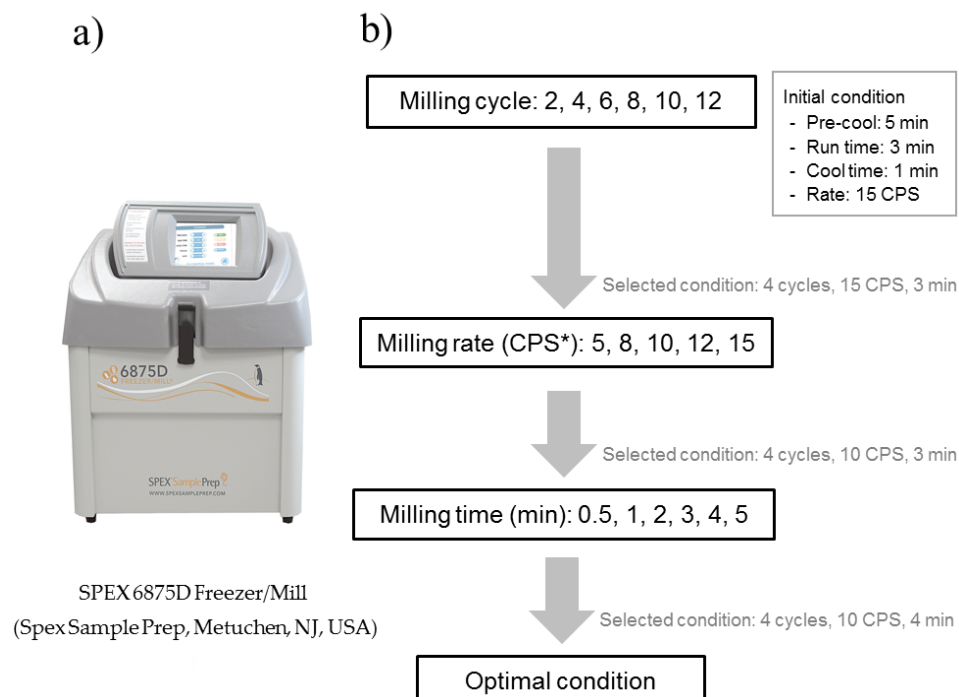 a)
b)
Milling cycle: 2, 4, 6, 8, 10, 12
Initial condition
- Pre-cool: 5 min
- Run time: 3 min
- Cool time: 1 min
- Rate: 15 CPS
Selected condition: 4 cycles, 15 CPS, 3 min
Milling rate (CPS*): 5, 8, 10, 12, 15
Selected condition: 4 cycles, 10 CPS, 3 min
Milling time (min): 0.5, 1, 2, 3, 4, 5
Selected condition: 4 cycles, 10 CPS, 4 min
Optimal condition
6875D
FREEZER/MILL®
SPEX SamplePrep
WWW.SPEXSAMPLEPREP.COM
SPEX 6875D Freezer/Mill
(Spex Sample Prep, Metuchen, NJ, USA)